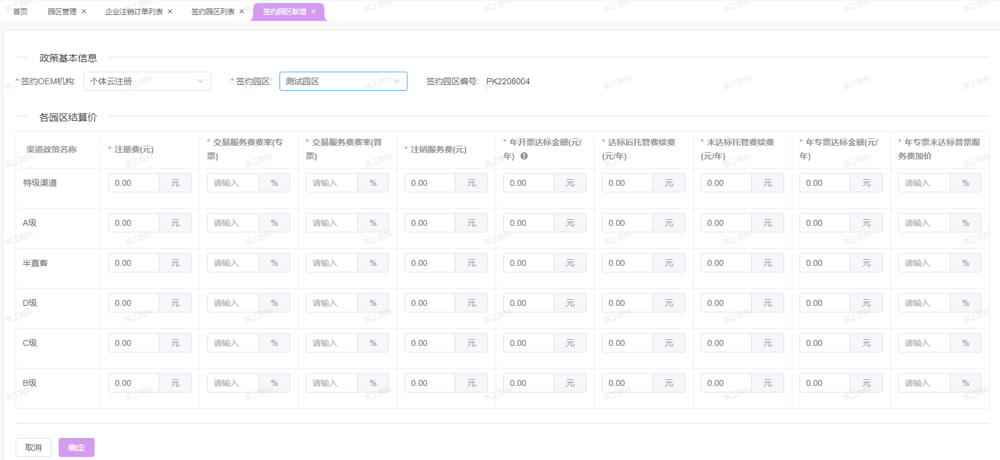 首页 园区管理 × 企业注销订单列表 × 签约园区列表 × 签约园区新增 ×
政策基本信息
* 签约OEM机构: 个体云注册 * 签约园区: 测试园区 签约园区编号: PK2208004
各园区结算价
渠道政策名称 * 注册费(元) * 交易服务费费率(专票) * 交易服务费费率(普票) * 注销服务费(元) * 年开票达标金额(元/年) * 达标后托管费续费(元/年) * 未达标托管费续费(元/年) * 年专票达标金额(元/年) * 年专票未达标普票服务费加价
特级渠道 0.00 元 请输入 % 请输入 % 0.00 元 0.00 元 0.00 元 0.00 元 0.00 元 请输入 %
A级 0.00 元 请输入 % 请输入 % 0.00 元 0.00 元 0.00 元 0.00 元 0.00 元 请输入 %
半直客 0.00 元 请输入 % 请输入 % 0.00 元 0.00 元 0.00 元 0.00 元 0.00 元 请输入 %
D级 0.00 元 请输入 % 请输入 % 0.00 元 0.00 元 0.00 元 0.00 元 0.00 元 请输入 %
C级 0.00 元 请输入 % 请输入 % 0.00 元 0.00 元 0.00 元 0.00 元 0.00 元 请输入 %
B级 0.00 元 请输入 % 请输入 % 0.00 元 0.00 元 0.00 元 0.00 元 0.00 元 请输入 %
取消 确定
筑工数科